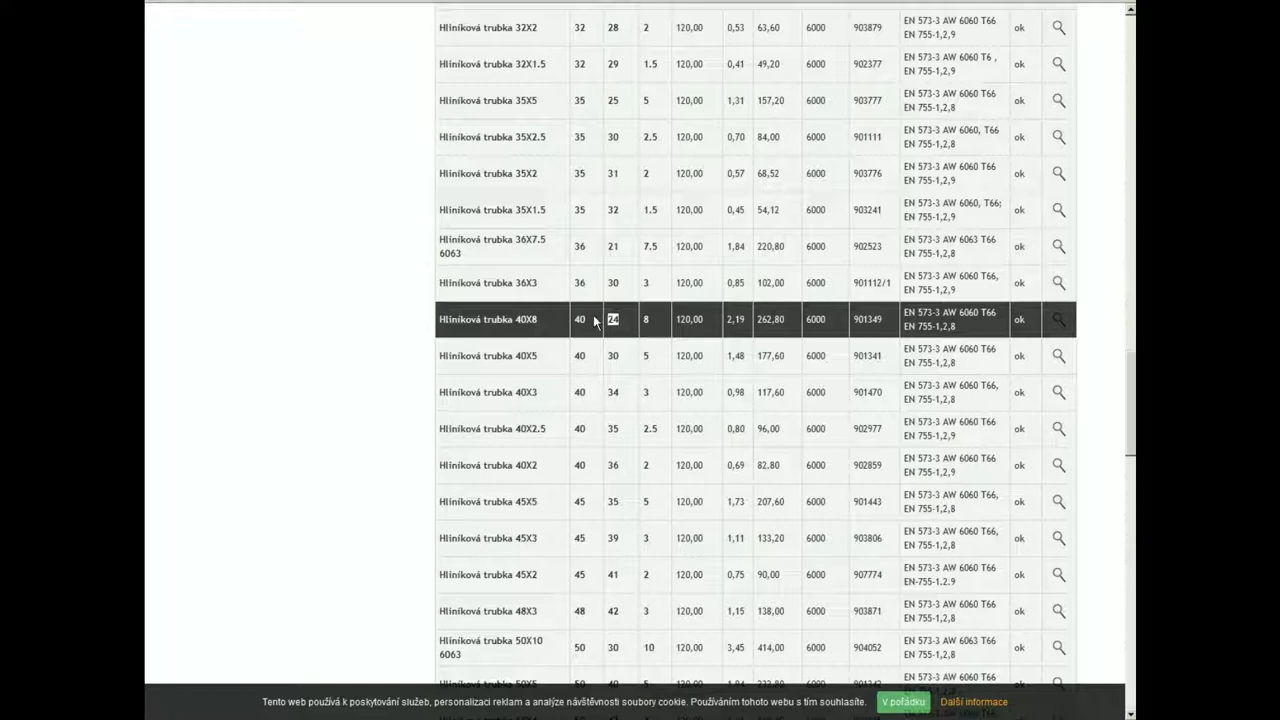 Hliníková trubka 32X2 32 28 2 120,00 0,53 63,60 6000 903879 EN 573-3 AW 6060 T66 ok
EN 755-1,2,9
Hliníková trubka 32X1.5 32 29 1.5 120,00 0,41 49,20 6000 902377 EN 573-3 AW 6060 T6 , ok
EN 755-1,2,9
Hliníková trubka 35X5 35 25 5 120,00 1,31 157,20 6000 903777 EN 573-3 AW 6060 T66 ok
EN 755-1,2,8
Hliníková trubka 35X2.5 35 30 2.5 120,00 0,70 84,00 6000 901111 EN 573-3 AW 6060, T66 ok
EN 755-1,2,8
Hliníková trubka 35X2 35 31 2 120,00 0,57 68,52 6000 903776 EN 573-3 AW 6060 T66 ok
EN 755-1,2,9
Hliníková trubka 35X1.5 35 32 1.5 120,00 0,45 54,12 6000 903241 EN 573-3 AW 6060, T66; ok
EN 755-1,2,9
Hliníková trubka 36X7.5 36 21 7.5 120,00 1,84 220,80 6000 902523 EN 573-3 AW 6063 T66 ok
6063 EN 755-1,2,8
Hliníková trubka 36X3 36 30 3 120,00 0,85 102,00 6000 901112/1 EN 573-3 AW 6060 T66, ok
EN 755-1,2,9
Hliníková trubka 40X8 40 24 8 120,00 2,19 262,80 6000 901349 EN 573-3 AW 6060 T66 ok
EN 755-1,2,8
Hliníková trubka 40X5 40 30 5 120,00 1,48 177,60 6000 901341 EN 573-3 AW 6060 T66 ok
EN 755-1,2,8
Hliníková trubka 40X3 40 34 3 120,00 0,98 117,60 6000 901470 EN 573-3 AW 6060 T66, ok
EN 755-1,2,8
Hliníková trubka 40X2.5 40 35 2.5 120,00 0,80 96,00 6000 902977 EN 573-3 AW 6060 T66 ok
EN 755-1,2,9
Hliníková trubka 40X2 40 36 2 120,00 0,69 82,80 6000 902859 EN 573-3 AW 6060 T66 ok
EN 755-1,2,9
Hliníková trubka 45X5 45 35 5 120,00 1,73 207,60 6000 901443 EN 573-3 AW 6060 T66, ok
EN 755-1,2,8
Hliníková trubka 45X3 45 39 3 120,00 1,11 133,20 6000 903806 EN 573-3 AW 6060 T66, ok
EN 755-1,2,8
Hliníková trubka 45X2 45 41 2 120,00 0,75 90,00 6000 907774 EN 573-3 AW 6060 T66 ok
EN-755-1.2.9
Hliníková trubka 48X3 48 42 3 120,00 1,15 138,00 6000 903871 EN 573-3 AW 6060 T66 ok
EN 755-1,2,8
Hliníková trubka 50X10 50 30 10 120,00 3,45 414,00 6000 904052 EN 573-3 AW 6063 T66 ok
6063 EN 755-1,2,8
EN 573-3 AW 6060 T66
Tento web používá k poskytování služeb, personalizaci reklam a analýze návštěvnosti soubory cookie. Používáním tohoto webu s tím souhlasíte. V pořádku Další informace